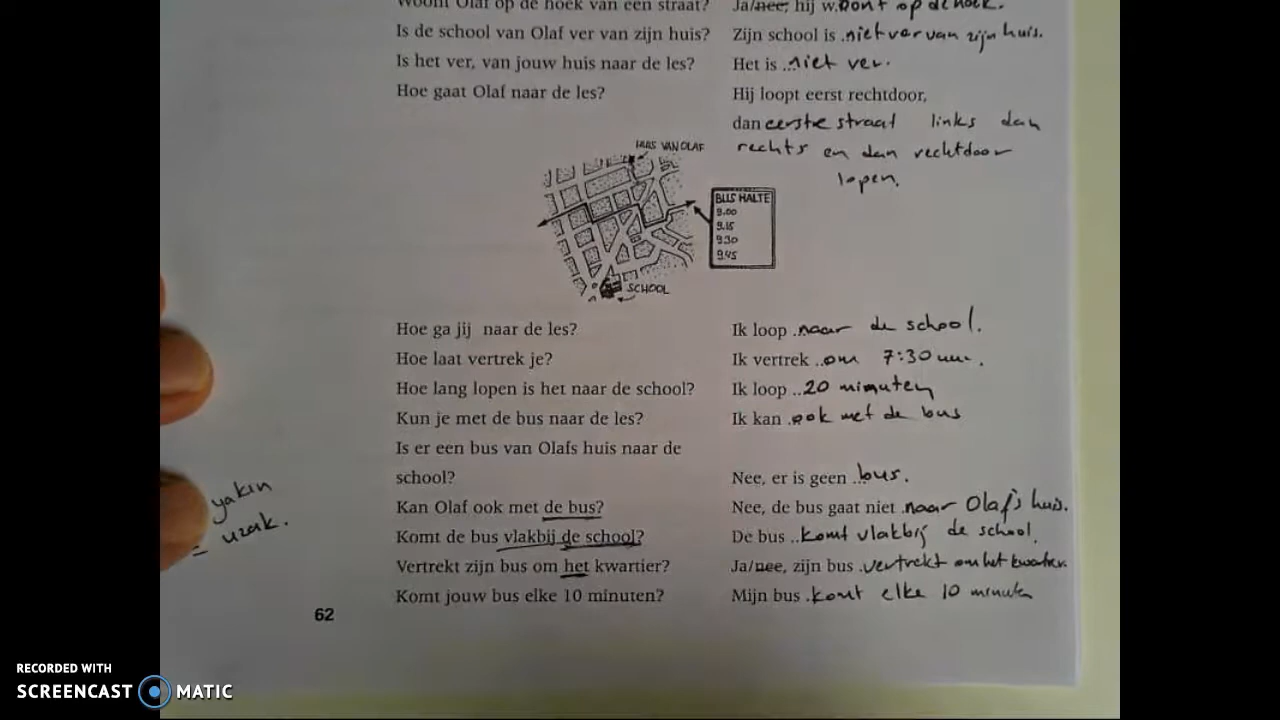 Woont Olaf op de hoek van een straat? Ja/nee, hij w.oont op de hoek.
Is de school van Olaf ver van zijn huis? Zijn school is .niet ver van zijn huis.
Is het ver, van jouw huis naar de les? Het is ..niet ver.
Hoe gaat Olaf naar de les? Hij loopt eerst rechtdoor,
dan eerste straat links dan
rechts en dan rechtdoor
lopen.
HUIS VAN OLAF
BUS HALTE
9.00
9.15
9.30
9.45
SCHOOL
Hoe ga jij naar de les? Ik loop .naar de school.
Hoe laat vertrek je? Ik vertrek ..om 7:30 uur.
Hoe lang lopen is het naar de school? Ik loop ..20 minuten
Kun je met de bus naar de les? Ik kan .ook met de bus
Is er een bus van Olafs huis naar de
school? Nee, er is geen ..bus.
Kan Olaf ook met de bus? Nee, de bus gaat niet .naar Olaf's huis.
Komt de bus vlakbij de school? De bus ..komt vlakbij de school.
Vertrekt zijn bus om het kwartier? Ja/nee, zijn bus .vertrekt om het kwartier.
Komt jouw bus elke 10 minuten? Mijn bus .komt elke 10 minuten
yakin
= uzak.
62
RECORDED WITH
SCREENCAST MATIC